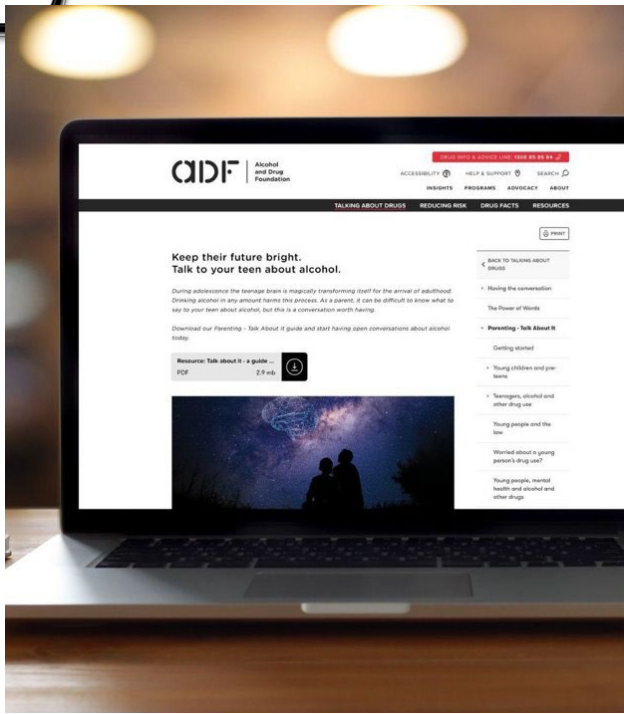 ADF
Alcohol
and Drug
Foundation
DRUG INFO & ADVICE LINE: 1300 85 85 84
ACCESSIBILITY
HELP & SUPPORT
SEARCH
INSIGHTS PROGRAMS ADVOCACY ABOUT
TALKING ABOUT DRUGS REDUCING RISK DRUG FACTS RESOURCES
PRINT
Keep their future bright.
Talk to your teen about alcohol.
During adolescence the teenage brain is magically transforming itself for the arrival of adulthood.
Drinking alcohol in any amount harms this process. As a parent, it can be difficult to know what to
say to your teen about alcohol, but this is a conversation worth having.
Download our Parenting - Talk About It guide and start having open conversations about alcohol
today.
Resource: Talk about it - a guide ...
PDF 2.9 mb
BACK TO TALKING ABOUT
DRUGS
Having the conversation
The Power of Words
Parenting - Talk About It
Getting started
Young children and pre-
teens
Teenagers, alcohol and
other drug use
Young people and the
law
Worried about a young
person's drug use?
Young people, mental
health and alcohol and
other drugs